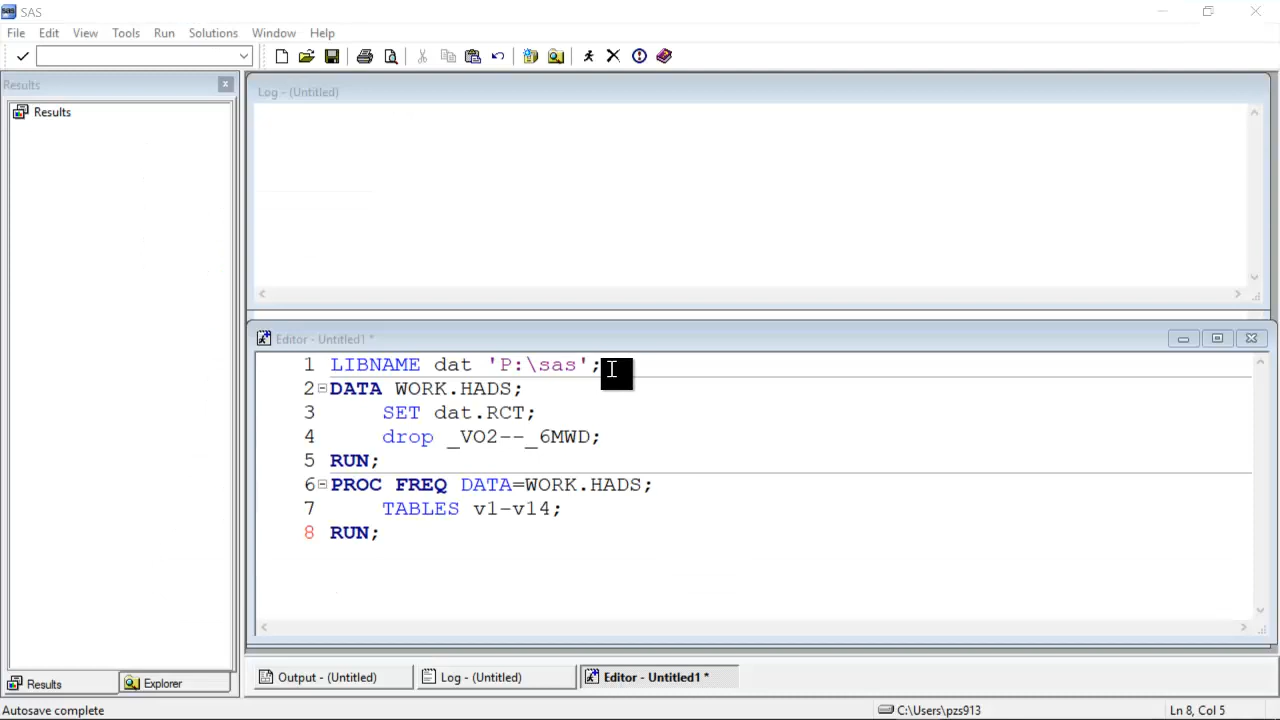 SAS
File Edit View Tools Run Solutions Window Help
Results
Results
Log - (Untitled)
Editor - Untitled1 *
1 LIBNAME dat 'P:\sas';
2 DATA WORK.HADS;
3 SET dat.RCT;
4 drop _VO2--_6MWD;
5 RUN;
6 PROC FREQ DATA=WORK.HADS;
7 TABLES v1-v14;
8 RUN;
Results Explorer
Output - (Untitled) Log - (Untitled) Editor - Untitled1 *
Autosave complete C:\Users\pzs913 Ln 8, Col 5